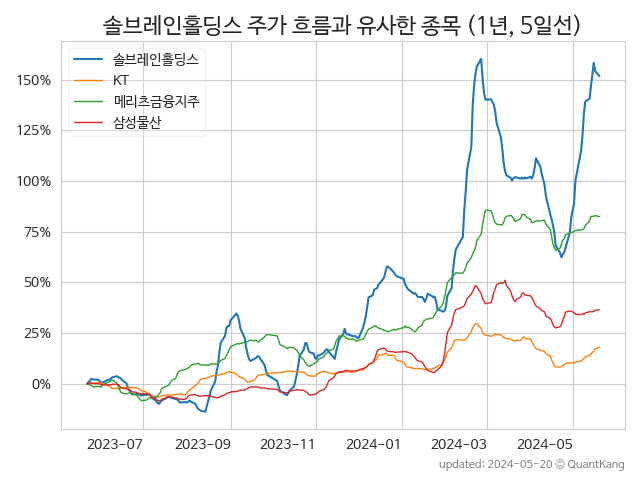 솔브레인홀딩스 주가 흐름과 유사한 종목 (1년, 5일선)
솔브레인홀딩스
KT
메리츠금융지주
삼성물산
150%
125%
100%
75%
50%
25%
0%
2023-07 2023-09 2023-11 2024-01 2024-03 2024-05
updated: 2024-05-20 © QuantKang